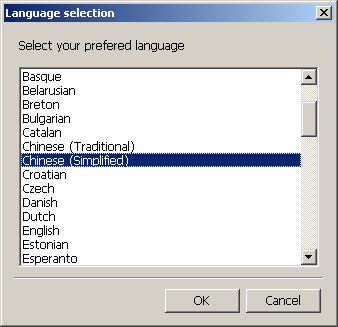 Language selection
Select your prefered language
Basque
Belarusian
Breton
Bulgarian
Catalan
Chinese (Traditional)
Chinese (Simplified)
Croatian
Czech
Danish
Dutch
English
Estonian
Esperanto
OK
Cancel